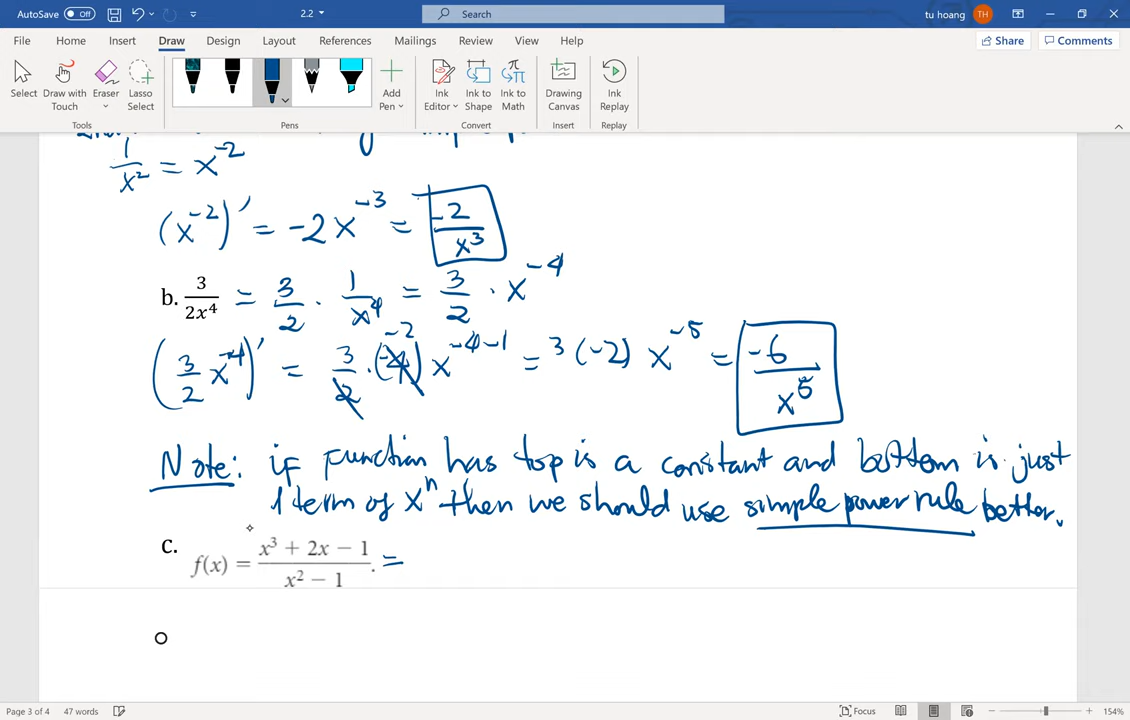 AutoSave Off 2.2 Search tu hoang TH
File Home Insert Draw Design Layout References Mailings Review View Help Share Comments
Select Draw with Touch Eraser Lasso Select Add Pen Ink Editor Ink to Shape Ink to Math Drawing Canvas Ink Replay
Tools Pens Convert Insert Replay
1/x² = x⁻²
(x⁻²)' = -2x⁻³ = -2/x³
b. 3/2x⁴ = 3/2 · 1/x⁴ = 3/2 · x⁻⁴
(3/2 x⁻⁴)' = 3/2 · (-4) -2 x⁻⁴⁻¹ = 3(-2) x⁻⁵ = -6/x⁵
Note: if function has top is a constant and bottom is just
1 term of xⁿ then we should use simple power rule better.
c. f(x) = x³ + 2x − 1 / x² − 1 . =
Page 3 of 4 47 words Focus 154%